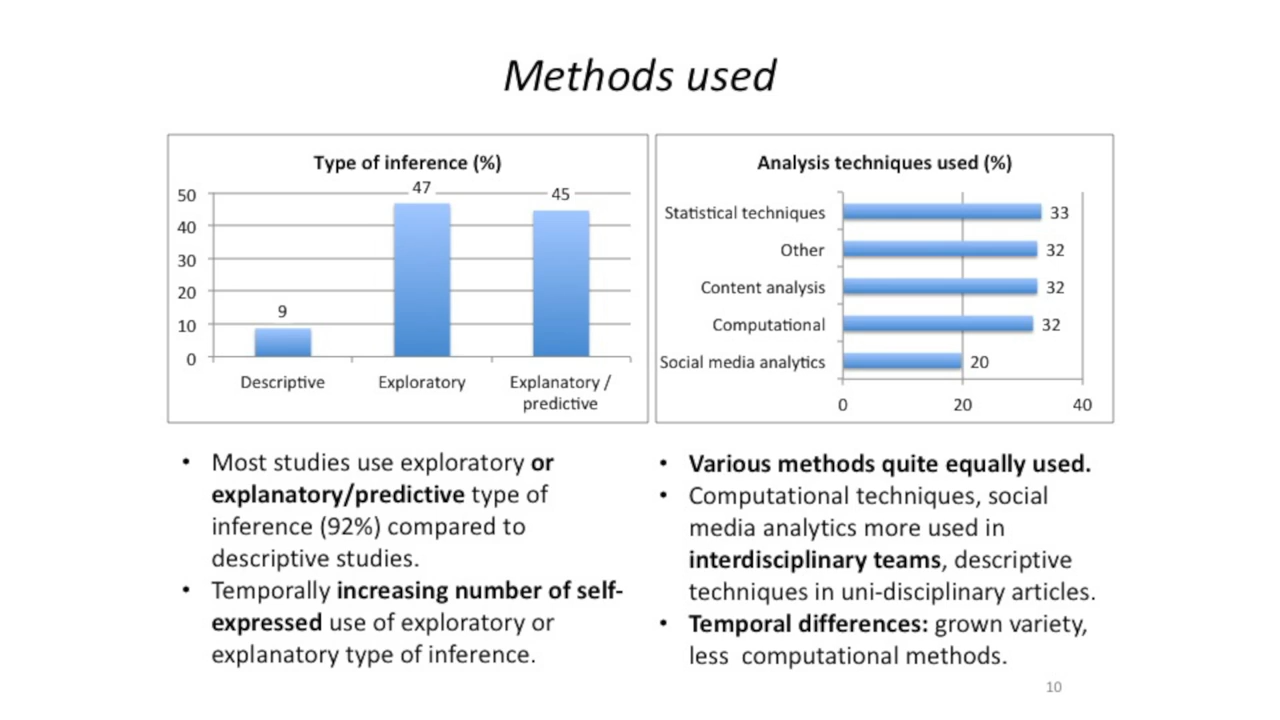 Methods used
Type of inference (%)
50
40
30
20
10
0
9
47
45
Descriptive
Exploratory
Explanatory /
predictive
Analysis techniques used (%)
Statistical techniques
33
Other
32
Content analysis
32
Computational
32
Social media analytics
20
0
20
40
• Most studies use exploratory or
explanatory/predictive type of
inference (92%) compared to
descriptive studies.
• Temporally increasing number of self-
expressed use of exploratory or
explanatory type of inference.
• Various methods quite equally used.
• Computational techniques, social
media analytics more used in
interdisciplinary teams, descriptive
techniques in uni-disciplinary articles.
• Temporal differences: grown variety,
less  computational methods.
10